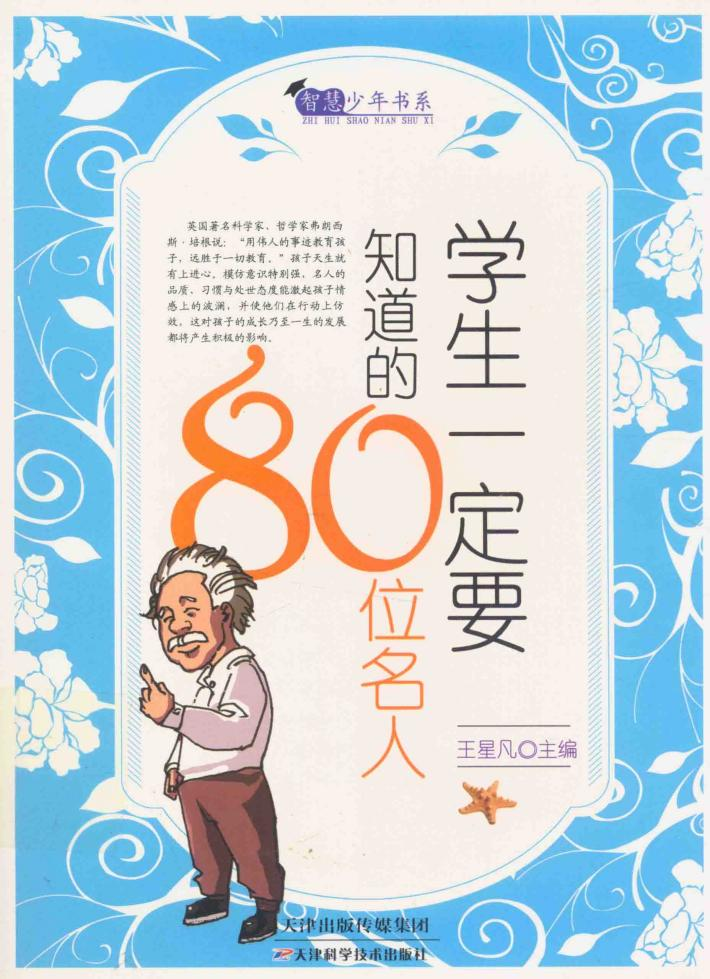 智慧少年书系
ZHI HUI SHAO NIAN SHU XI
学生一定要
知道的
80
位名人
英国著名科学家、哲学家弗朗西
斯·培根说：“用伟人的事迹教育孩
子，远胜于一切教育。”孩子天生就
有上进心，模仿意识特别强，名人的
品质、习惯与处世态度能激起孩子情
感上的波澜，并使他们在行动上仿
效，这对孩子的成长乃至一生的发展
都将产生积极的影响。
王星凡◎主编
天津出版传媒集团
天津科学技术出版社